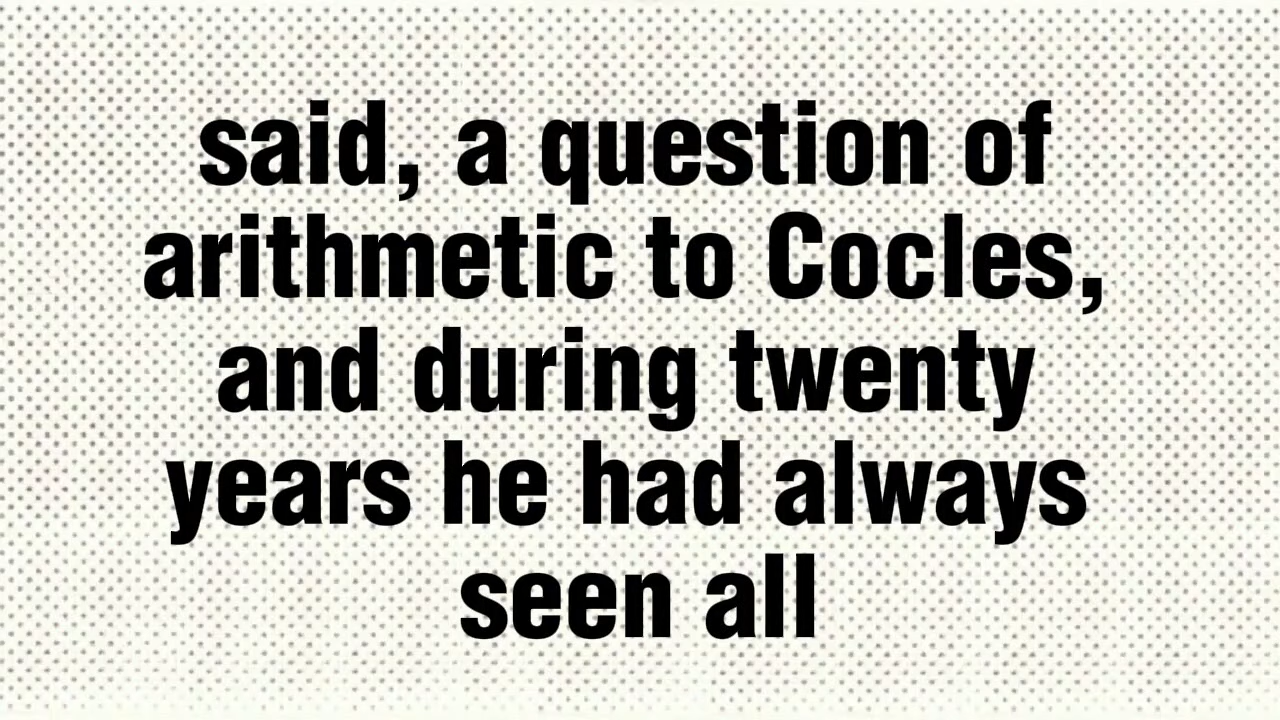 said, a question of
arithmetic to Cocles,
and during twenty
years he had always
seen all